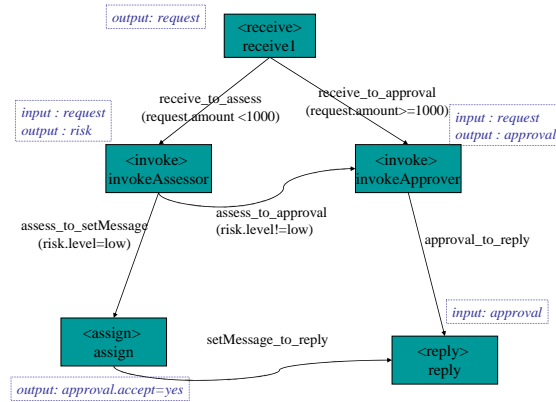 output: request
<receive>
receive1
receive_to_assess
(request.amount <1000)
receive_to_approval
(request.amount>=1000)
input : request
output : risk
input : request
output : approval
<invoke>
invokeAssessor
<invoke>
invokeApprover
assess_to_setMessage
(risk.level=low)
assess_to_approval
(risk.level!=low)
approval_to_reply
input: approval
<assign>
assign
setMessage_to_reply
<reply>
reply
output: approval.accept=yes